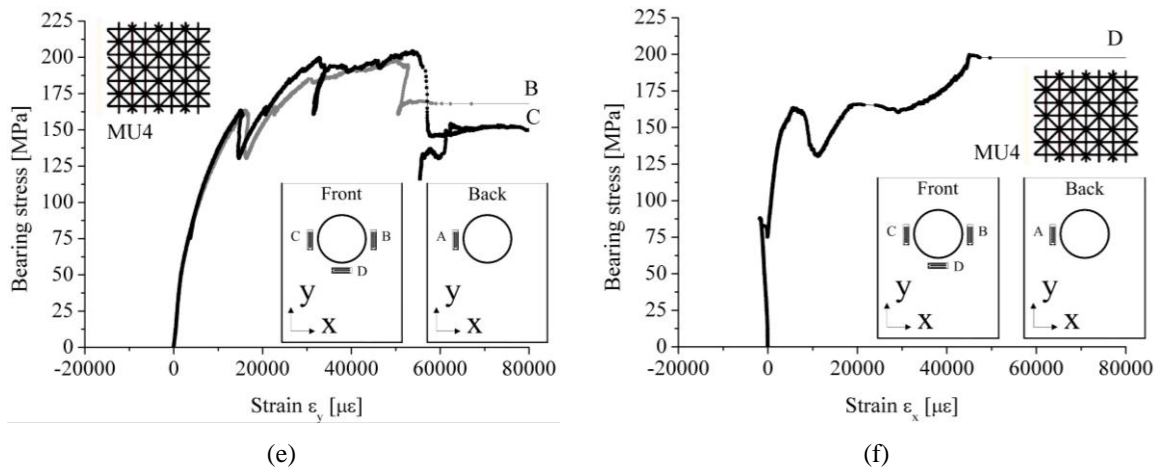 225
200
175
150
125
100
75
50
25
0
Bearing stress [MPa]
MU4
B
C
Front
C
B
D
y
x
Back
A
y
x
-20000 0 20000 40000 60000 80000
Strain εy [µε]
(e)
225
200
175
150
125
100
75
50
25
0
Bearing stress [MPa]
D
MU4
Front
C
B
D
y
x
Back
A
y
x
-20000 0 20000 40000 60000 80000
Strain εx [µε]
(f)